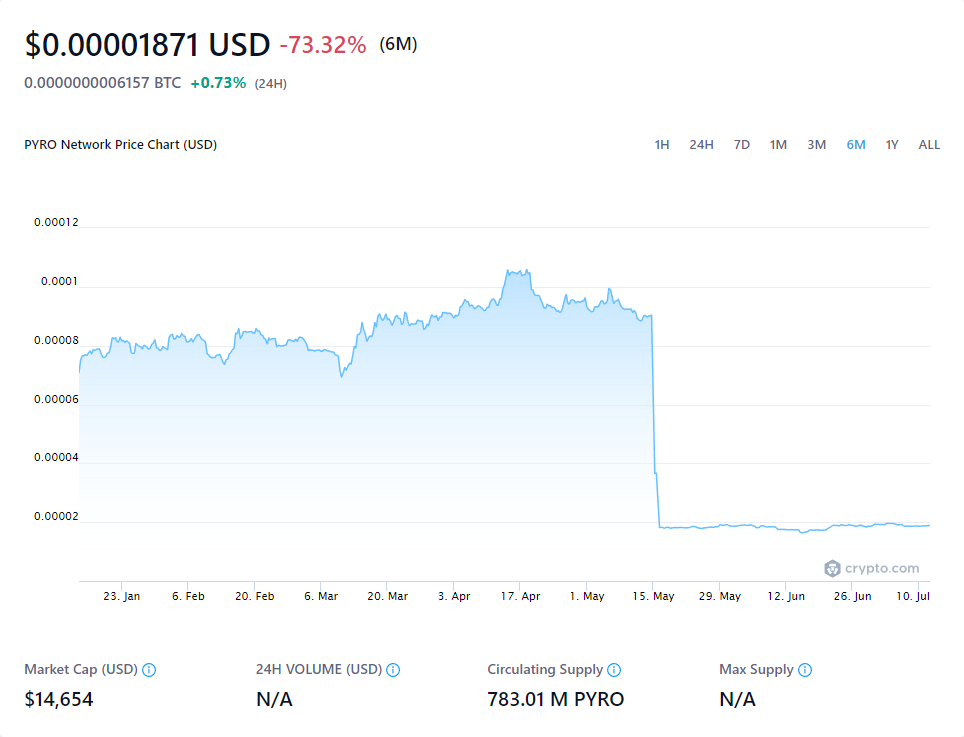 $0.00001871 USD -73.32% (6M)
0.0000000006157 BTC +0.73% (24H)
PYRO Network Price Chart (USD) 1H 24H 7D 1M 3M 6M 1Y ALL
0.00012
0.0001
0.00008
0.00006
0.00004
0.00002
crypto.com
23. Jan 6. Feb 20. Feb 6. Mar 20. Mar 3. Apr 17. Apr 1. May 15. May 29. May 12. Jun 26. Jun 10. Jul
Market Cap (USD) 24H VOLUME (USD) Circulating Supply Max Supply
$14,654 N/A 783.01 M PYRO N/A